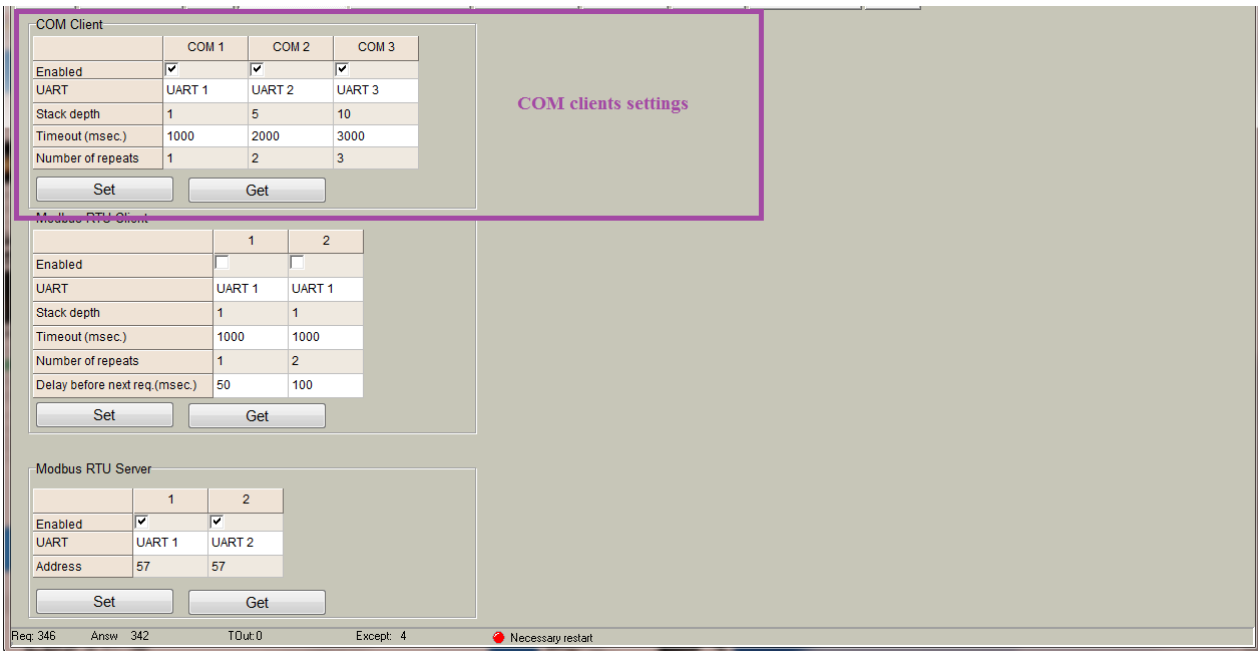 COM Client
COM 1 COM 2 COM 3
Enabled
UART UART 1 UART 2 UART 3
Stack depth 1 5 10
Timeout (msec.) 1000 2000 3000
Number of repeats 1 2 3
Set Get
COM clients settings
Modbus RTU Client
1 2
Enabled
UART UART 1 UART 1
Stack depth 1 1
Timeout (msec.) 1000 1000
Number of repeats 1 2
Delay before next req.(msec.) 50 100
Set Get
Modbus RTU Server
1 2
Enabled
UART UART 1 UART 2
Address 57 57
Set Get
Req: 346 Answ 342 TOut:0 Except: 4 Necessary restart